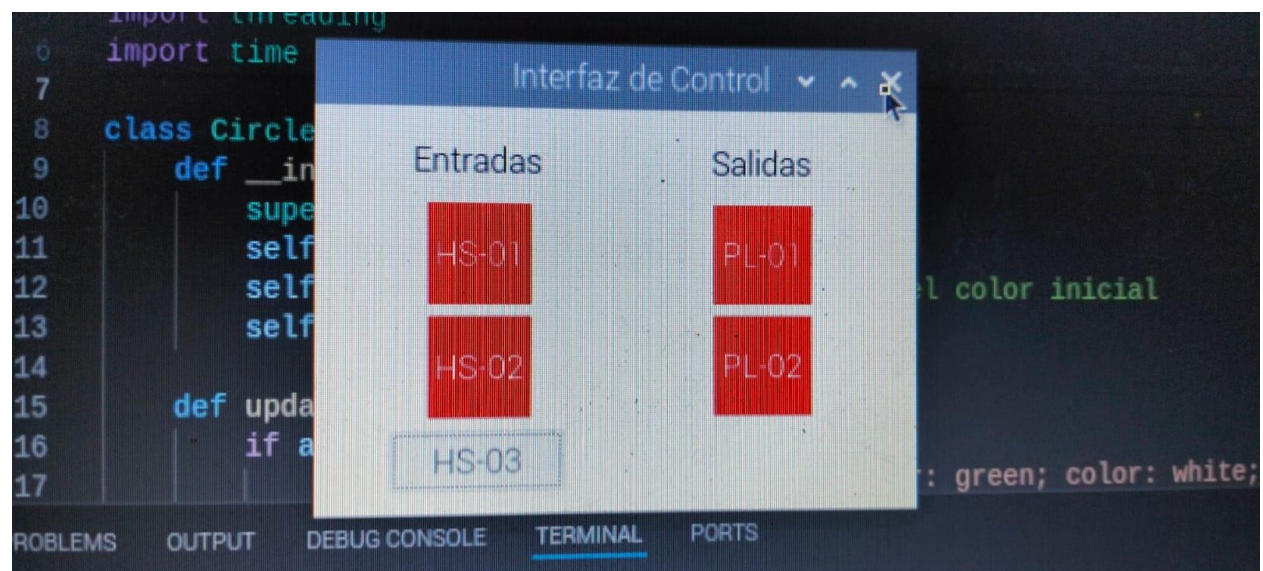 import threading
6 import time
7
8 class Circle
9 def __in
10 supe
11 self
12 self
13 self
14
15 def upda
16 if a
17
Interfaz de Control
Entradas Salidas
HS-01 PL-01
HS-02 PL-02
HS-03
el color inicial
: green; color: white;
ROBLEMS OUTPUT DEBUG CONSOLE TERMINAL PORTS